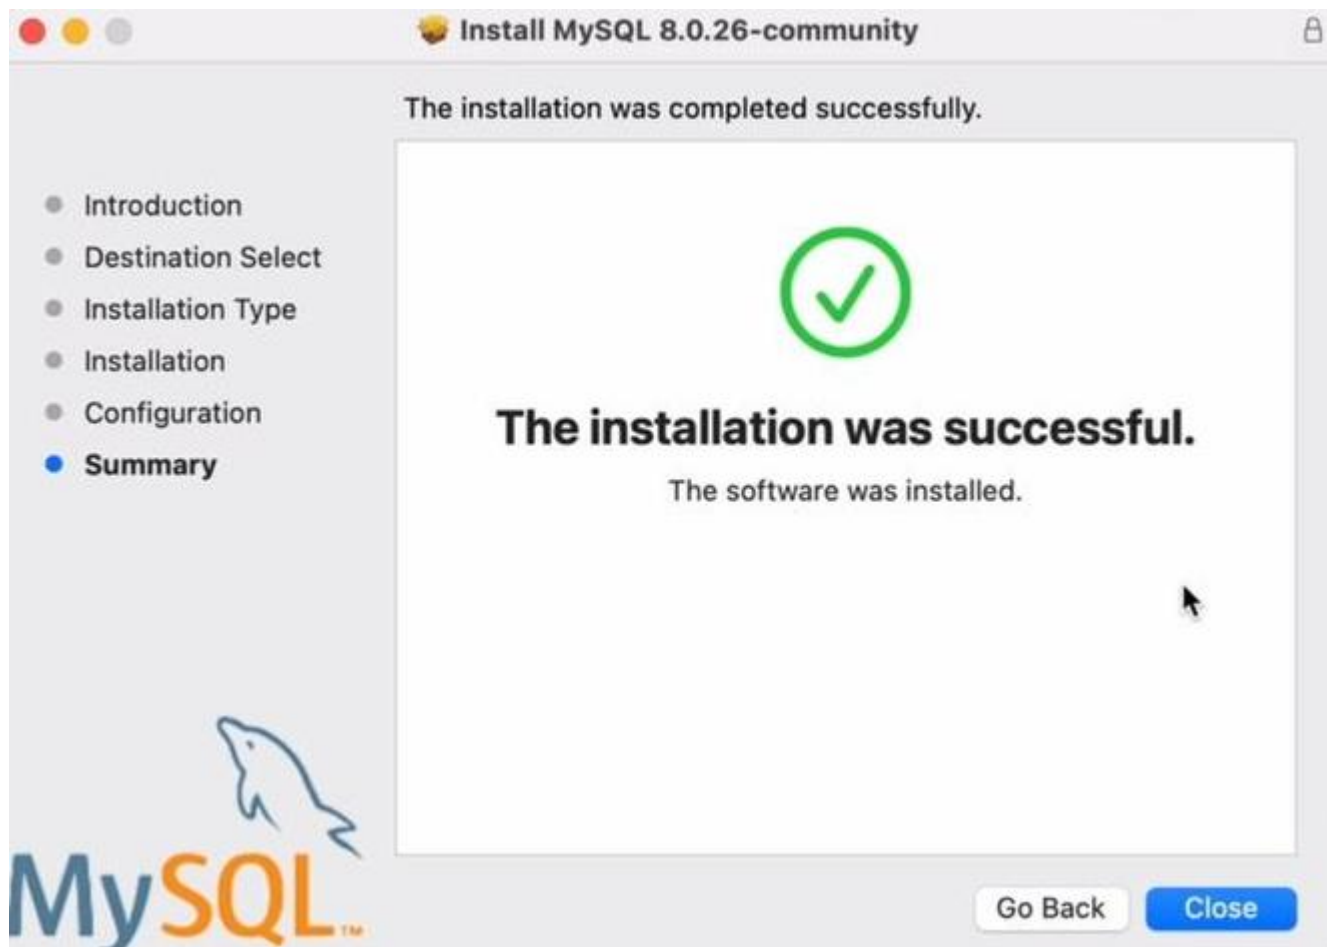 Install MySQL 8.0.26-community
The installation was completed successfully.
Introduction
Destination Select
Installation Type
Installation
Configuration
Summary
The installation was successful.
The software was installed.
MySQL™
Go Back
Close